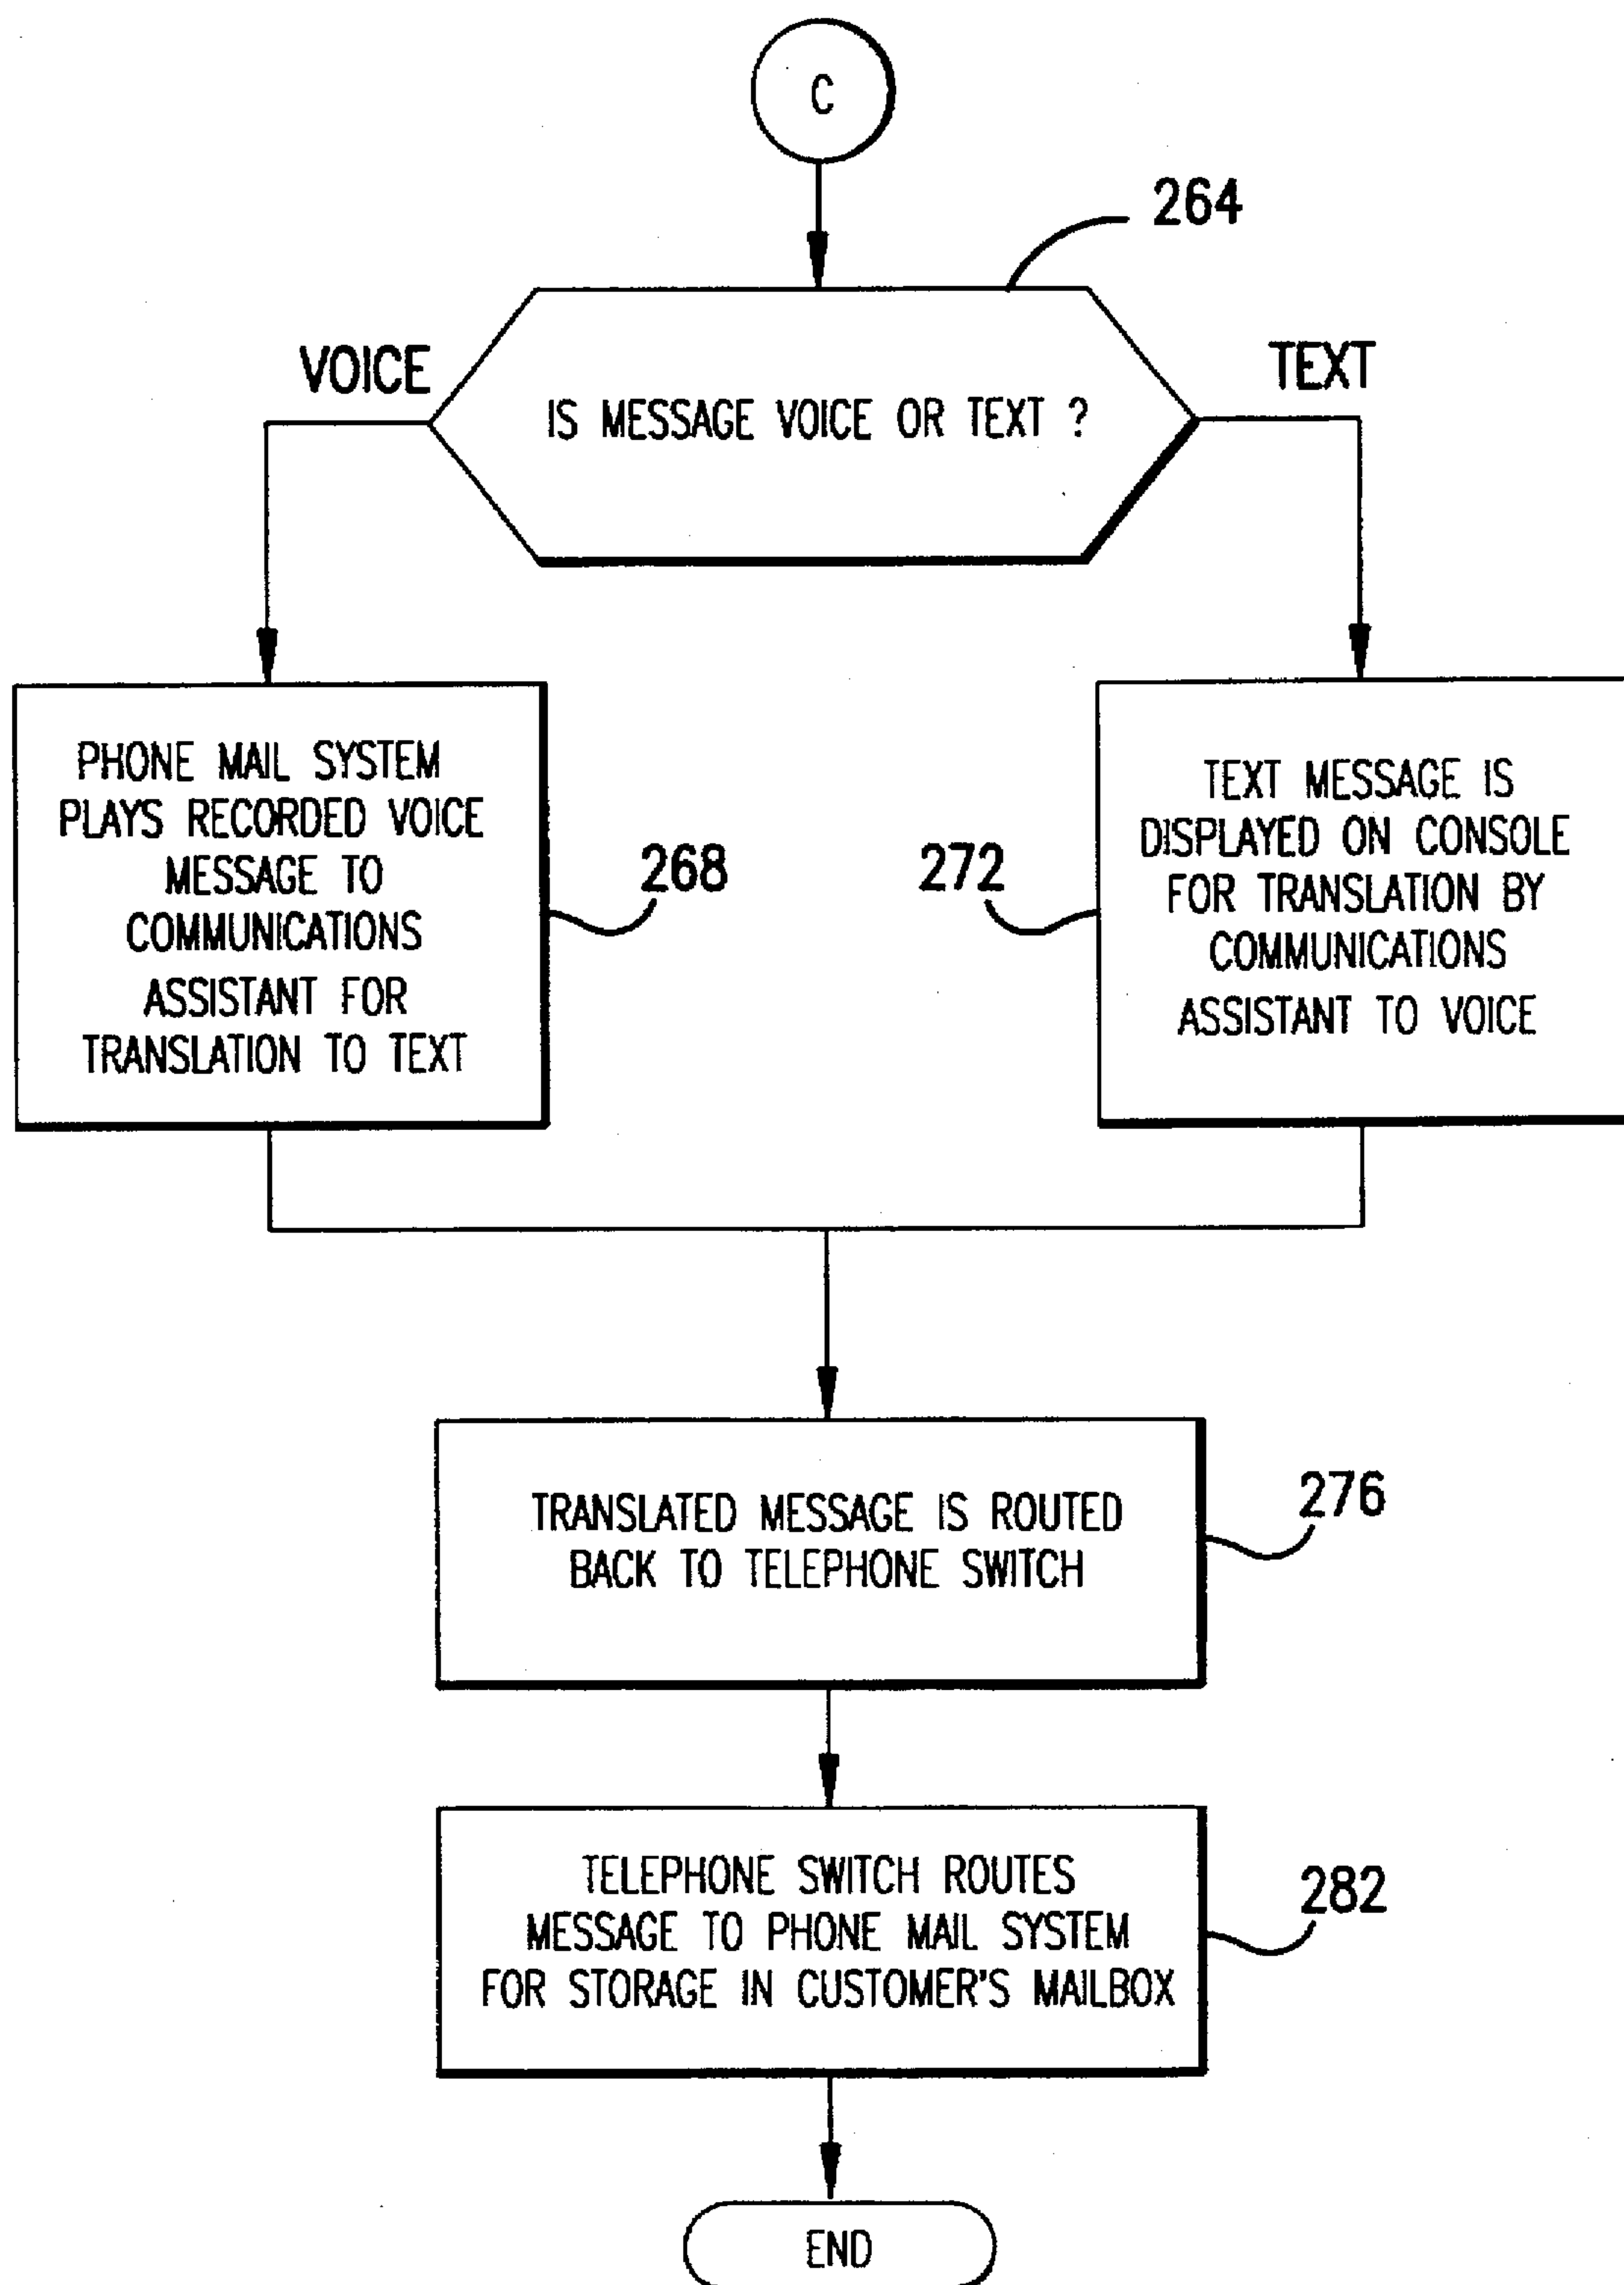 C
264
VOICE
TEXT
IS MESSAGE VOICE OR TEXT ?
PHONE MAIL SYSTEM
PLAYS RECORDED VOICE
MESSAGE TO
COMMUNICATIONS
ASSISTANT FOR
TRANSLATION TO TEXT
268
272
TEXT MESSAGE IS
DISPLAYED ON CONSOLE
FOR TRANSLATION BY
COMMUNICATIONS
ASSISTANT TO VOICE
TRANSLATED MESSAGE IS ROUTED
BACK TO TELEPHONE SWITCH
276
TELEPHONE SWITCH ROUTES
MESSAGE TO PHONE MAIL SYSTEM
FOR STORAGE IN CUSTOMER'S MAILBOX
282
END